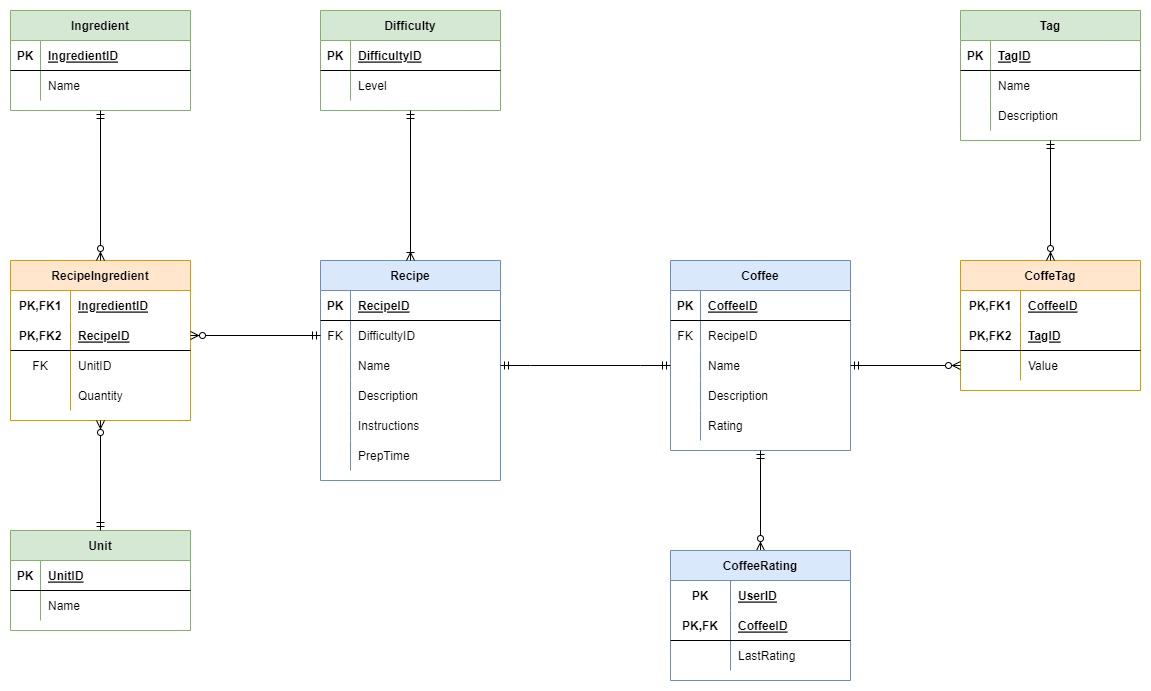 Ingredient
PK IngredientID
Name
Difficulty
PK DifficultyID
Level
Tag
PK TagID
Name
Description
RecipeIngredient
PK,FK1 IngredientID
PK,FK2 RecipeID
FK UnitID
Quantity
Recipe
PK RecipeID
FK DifficultyID
Name
Description
Instructions
PrepTime
Coffee
PK CoffeeID
FK RecipeID
Name
Description
Rating
CoffeTag
PK,FK1 CoffeeID
PK,FK2 TagID
Value
Unit
PK UnitID
Name
CoffeeRating
PK UserID
PK,FK CoffeeID
LastRating